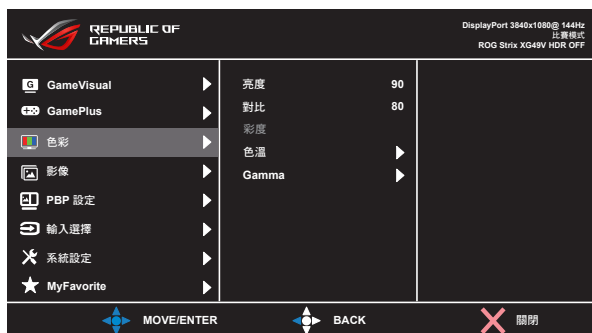 REPUBLIC OF
GAMERS
DisplayPort 3840x1080@ 144Hz
比賽模式
ROG Strix XG49V HDR OFF
G
GameVisual
GamePlus
色彩
影像
PBP 設定
輸入選擇
系統設定
MyFavorite
亮度 90
對比 80
彩度
色溫
Gamma
MOVE/ENTER
BACK
關閉